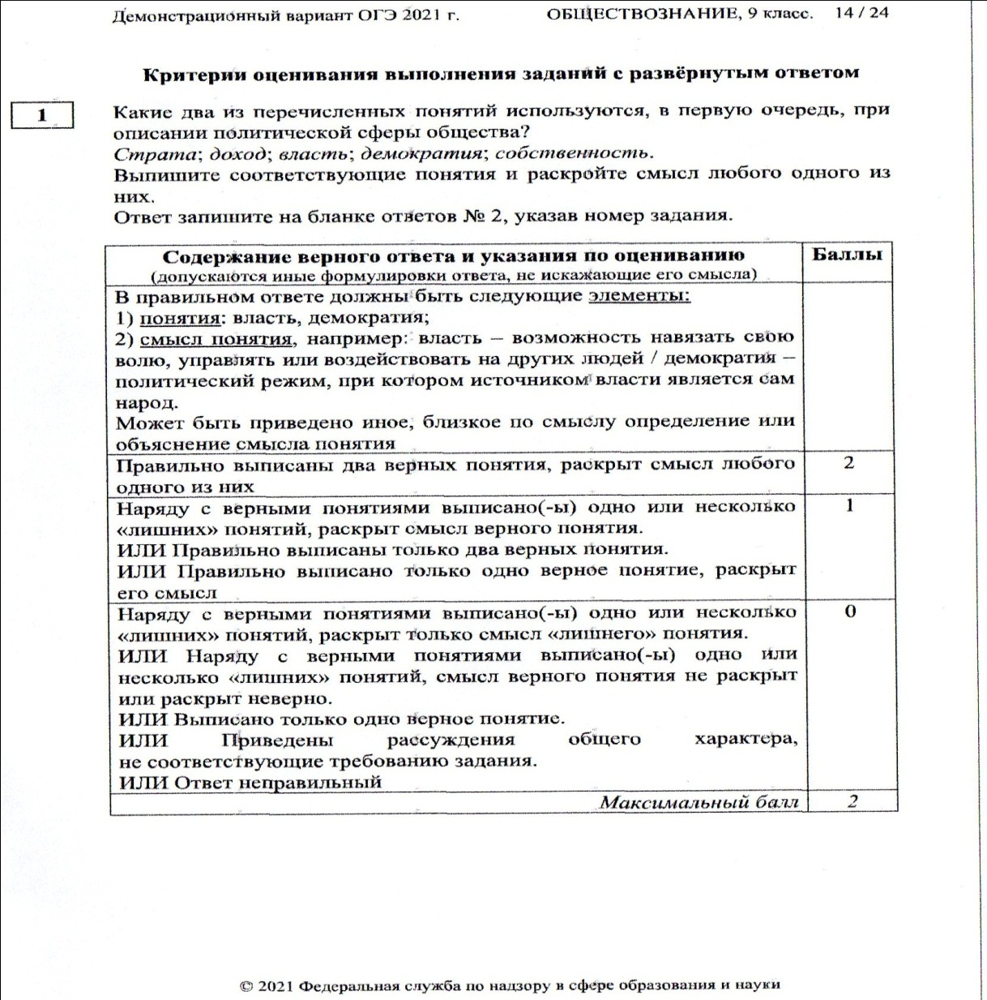 Демонстрационный вариант ОГЭ 2021 г. ОБЩЕСТВОЗНАНИЕ, 9 класс. 14 / 24
Критерии оценивания выполнения заданий с развёрнутым ответом
1
Какие два из перечисленных понятий используются, в первую очередь, при
описании политической сферы общества?
Страта; доход; власть; демократия; собственность.
Выпишите соответствующие понятия и раскройте смысл любого одного из
них.
Ответ запишите на бланке ответов № 2, указав номер задания.
Содержание верного ответа и указания по оцениванию Баллы
(допускаются иные формулировки ответа, не искажающие его смысла)
В правильном ответе должны быть следующие элементы:
1) понятия: власть, демократия;
2) смысл понятия, например: власть – возможность навязать свою
волю, управлять или воздействовать на других людей / демократия –
политический режим, при котором источником власти является сам
народ.
Может быть приведено иное, близкое по смыслу определение или
объяснение смысла понятия
Правильно выписаны два верных понятия, раскрыт смысл любого 2
одного из них
Наряду с верными понятиями выписано(-ы) одно или несколько 1
«лишних» понятий, раскрыт смысл верного понятия.
ИЛИ Правильно выписаны только два верных понятия.
ИЛИ Правильно выписано только одно верное понятие, раскрыт
его смысл
Наряду с верными понятиями выписано(-ы) одно или несколько 0
«лишних» понятий, раскрыт только смысл «лишнего» понятия.
ИЛИ Наряду с верными понятиями выписано(-ы) одно или
несколько «лишних» понятий, смысл верного понятия не раскрыт
или раскрыт неверно.
ИЛИ Выписано только одно верное понятие.
ИЛИ Приведены рассуждения общего характера,
не соответствующие требованию задания.
ИЛИ Ответ неправильный
Максимальный балл 2
© 2021 Федеральная служба по надзору в сфере образования и науки